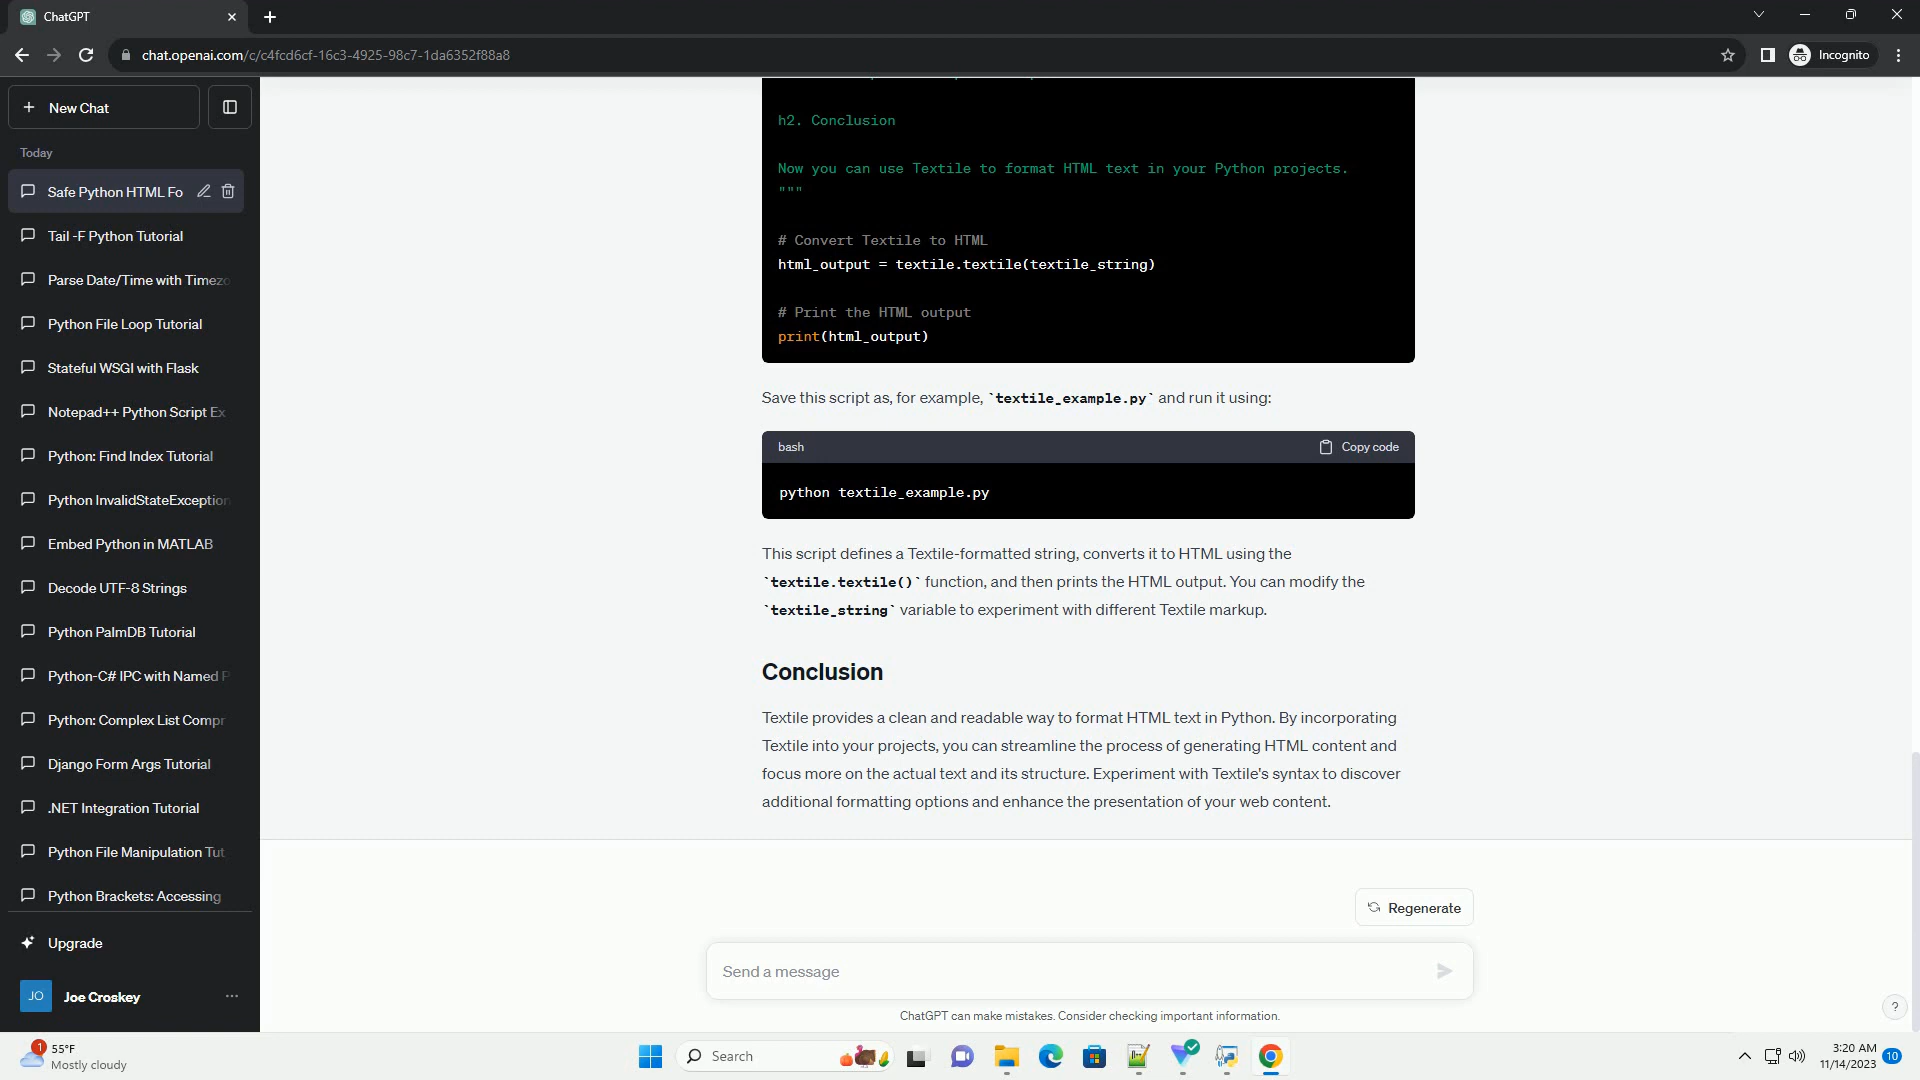 ChatGPT
chat.openai.com/c/c4fcd6cf-16c3-4925-98c7-1da6352f88a8
Incognito
New Chat
Today
Safe Python HTML Fo
Tail -F Python Tutorial
Parse Date/Time with Timezo
Python File Loop Tutorial
Stateful WSGI with Flask
Notepad++ Python Script Ex
Python: Find Index Tutorial
Python InvalidStateException
Embed Python in MATLAB
Decode UTF-8 Strings
Python PalmDB Tutorial
Python-C# IPC with Named P
Python: Complex List Compr
Django Form Args Tutorial
.NET Integration Tutorial
Python File Manipulation Tut
Python Brackets: Accessing
Upgrade
JO
Joe Croskey
h2. Conclusion
Now you can use Textile to format HTML text in your Python projects.
"""
# Convert Textile to HTML
html_output = textile.textile(textile_string)
# Print the HTML output
print(html_output)
Save this script as, for example, `textile_example.py` and run it using:
bash
Copy code
python textile_example.py
This script defines a Textile-formatted string, converts it to HTML using the
`textile.textile()` function, and then prints the HTML output. You can modify the
`textile_string` variable to experiment with different Textile markup.
Conclusion
Textile provides a clean and readable way to format HTML text in Python. By incorporating
Textile into your projects, you can streamline the process of generating HTML content and
focus more on the actual text and its structure. Experiment with Textile's syntax to discover
additional formatting options and enhance the presentation of your web content.
Regenerate
Send a message
ChatGPT can make mistakes. Consider checking important information.
?
1
55°F
Mostly cloudy
Search
3:20 AM
11/14/2023
10